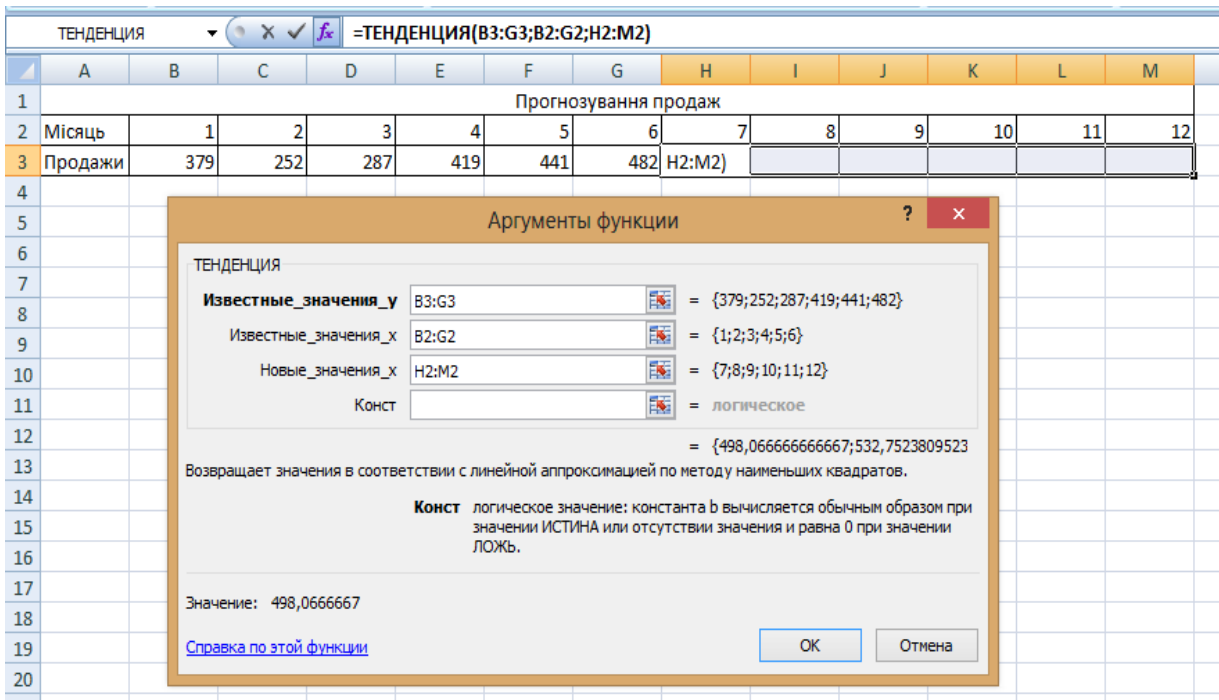 ТЕНДЕНЦИЯ fx =ТЕНДЕНЦИЯ(B3:G3;B2:G2;H2:M2)
A B C D E F G H I J K L M
1 Прогнозування продаж
2 Місяць 1 2 3 4 5 6 7 8 9 10 11 12
3 Продажи 379 252 287 419 441 482 H2:M2)
4
5 Аргументы функции ? ×
6
7 ТЕНДЕНЦИЯ
8 Известные_значения_y B3:G3 = {379;252;287;419;441;482}
9 Известные_значения_x B2:G2 = {1;2;3;4;5;6}
10 Новые_значения_x H2:M2 = {7;8;9;10;11;12}
11 Конст = логическое
12 = {498,066666666667;532,7523809523
13 Возвращает значения в соответствии с линейной аппроксимацией по методу наименьших квадратов.
14 Конст логическое значение: константа b вычисляется обычным образом при
15 значении ИСТИНА или отсутствии значения и равна 0 при значении
16 ЛОЖЬ.
17
18 Значение: 498,0666667
19 Справка по этой функции OK Отмена
20